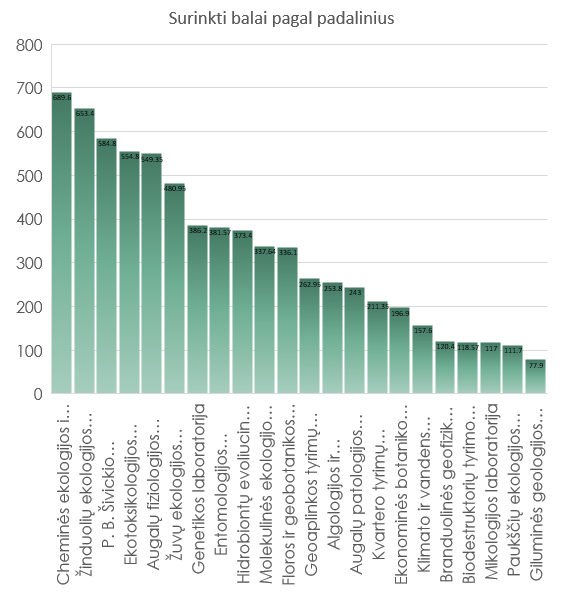 Surinkti balai pagal padalinius
800
700
600
500
400
300
200
100
0
689.6
653.4
584.8
554.8
549.35
480.95
386.2
381.57
373.4
337.64
336.1
262.95
253.8
243
211.35
196.9
157.6
120.4
118.57
117
111.7
77.9
Cheminės ekologijos i...
Žinduolių ekologijos...
P. B. Šivickio...
Ekotoksikologijos...
Augalų fiziologijos...
Žuvų ekologijos...
Genetikos laboratorija
Entomologijos...
Hidrobiontų evoliucin...
Molekulinės ekologijo...
Floros ir geobotanikos...
Geoaplinkos tyrimų...
Algologijos ir...
Augalų patologijos...
Kvartero tyrimų...
Ekonominės botaniko...
Klimato ir vandens...
Branduolinės geofizik...
Biodestruktorių tyrimo...
Mikologijos laboratorija
Paukščių ekologijos...
Giluminės geologijos...